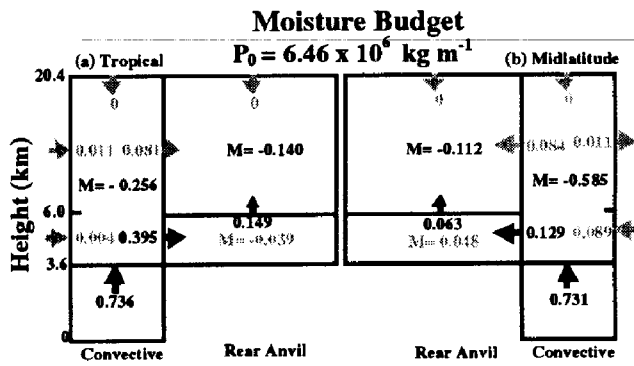 Moisture Budget
P0 = 6.46 x 10^6 kg m^-1
(a) Tropical
(b) Midlatitude
20.4
0 0 0 0
0.011 0.081 M= -0.140 M= -0.112 0.084 0.011
M= - 0.256 M= -0.585
6.0
0.149 0.063
0.004 0.395 M= -0.039 M= 0.048 0.129 0.089
3.6
0.736 0.731
0
Height (km)
Convective Rear Anvil Rear Anvil Convective